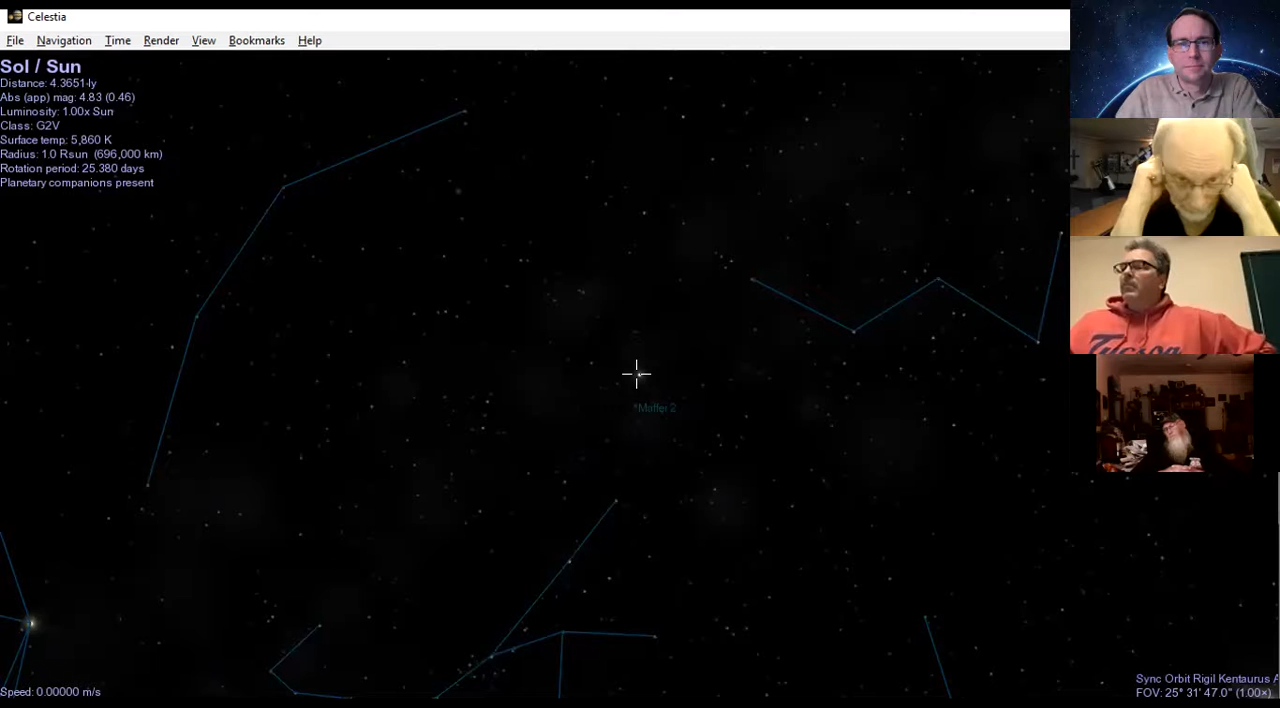 Celestia
File Navigation Time Render View Bookmarks Help
Sol / Sun
Distance: 4.3651 ly
Abs (app) mag: 4.83 (0.46)
Luminosity: 1.00x Sun
Class: G2V
Surface temp: 5,860 K
Radius: 1.0 Rsun (696,000 km)
Rotation period: 25.380 days
Planetary companions present
Maffei 2
Tucson
Speed: 0.00000 m/s
Sync Orbit Rigil Kentaurus A
FOV: 25° 31' 47.0" (1.00×)